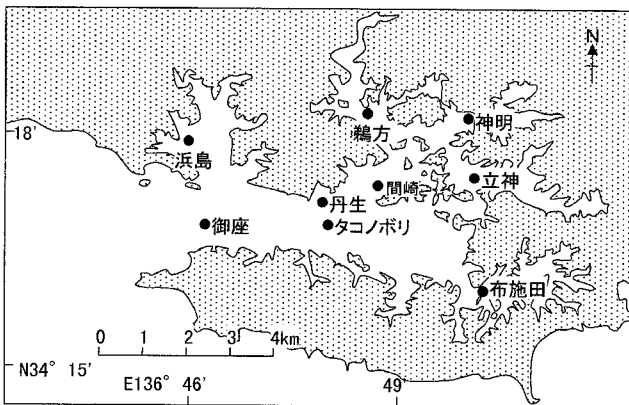 N
18'
浜島
鵜方
神明
間崎
立神
丹生
御座
タコノボリ
布施田
0 1 2 3 4km
N34° 15'
E136° 46'
49